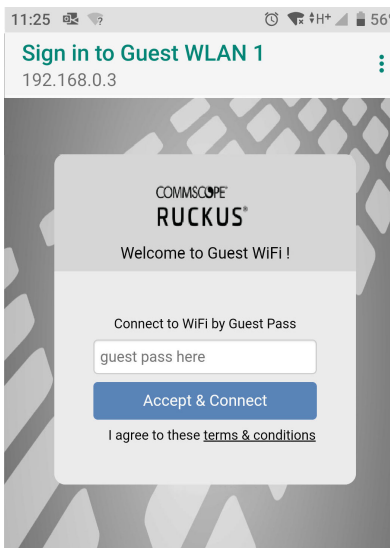 11:25
H+
56%
Sign in to Guest WLAN 1
192.168.0.3
COMMSCOPE
RUCKUS®
Welcome to Guest WiFi !
Connect to WiFi by Guest Pass
guest pass here
Accept & Connect
I agree to these terms & conditions